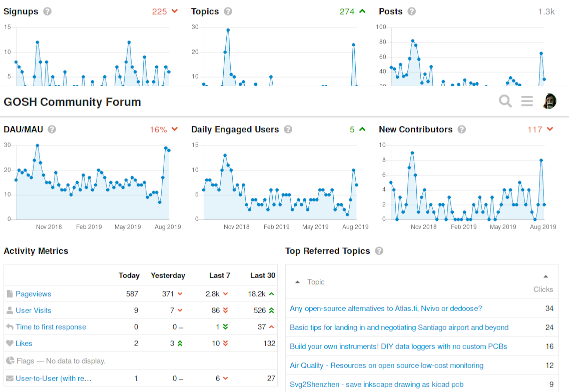 Signups ? 225
Topics ? 274
Posts ? 1.3k
15
10
5
30
20
10
100
80
60
40
20
GOSH Community Forum
DAU/MAU ? 16%
Daily Engaged Users ? 5
New Contributors ? 117
30
20
10
0
Nov 2018 Feb 2019 May 2019 Aug 2019
15
10
5
0
Nov 2018 Feb 2019 May 2019 Aug 2019
10
8
6
4
2
0
Nov 2018 Feb 2019 May 2019 Aug 2019
Activity Metrics
Today Yesterday Last 7 Last 30
Pageviews 587 371 2.8k 18.2k
User Visits 9 7 86 526
Time to first response 0 0 – 1 37
Likes 2 3 10 132
Flags — No data to display.
User-to-User (with re… 1 0 – 6 27
Top Referred Topics ?
Topic Clicks
Any open-source alternatives to Atlas.ti, Nvivo or dedoose? 34
Basic tips for landing in and negotiating Santiago airport and beyond 24
Build your own instruments! DIY data loggers with no custom PCBs 16
Air Quality - Resources on open source low-cost monitoring 12
Svg2Shenzhen - save inkscape drawing as kicad pcb 9